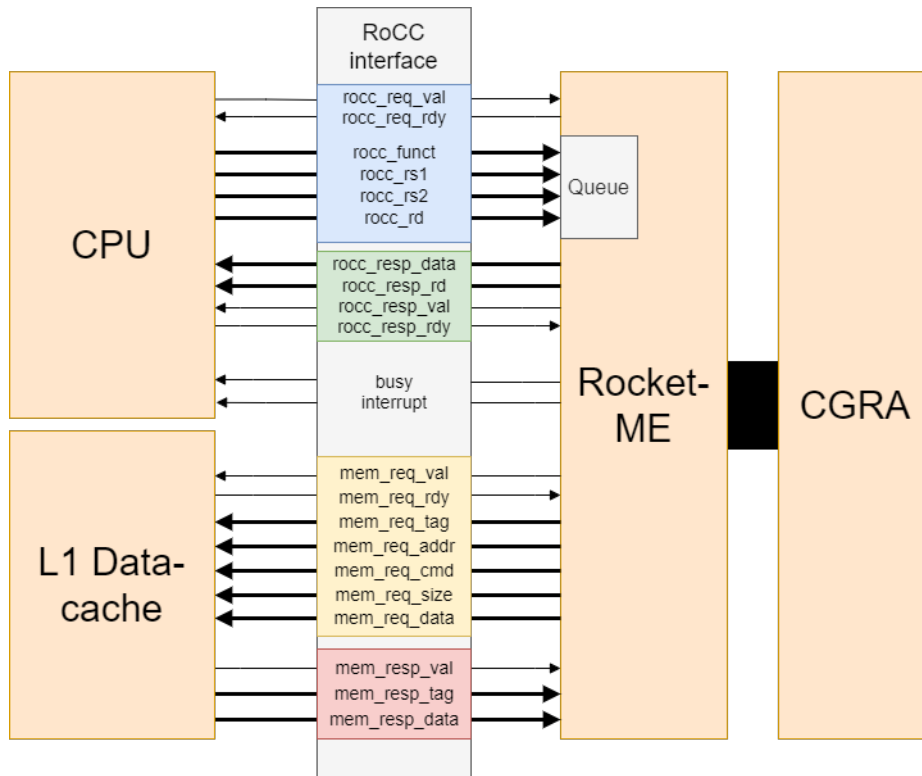 RoCC
interface
CPU
rocc_req_val
rocc_req_rdy
rocc_funct
rocc_rs1
rocc_rs2
rocc_rd
Queue
rocc_resp_data
rocc_resp_rd
rocc_resp_val
rocc_resp_rdy
busy
interrupt
Rocket-
ME
CGRA
L1 Data-
cache
mem_req_val
mem_req_rdy
mem_req_tag
mem_req_addr
mem_req_cmd
mem_req_size
mem_req_data
mem_resp_val
mem_resp_tag
mem_resp_data